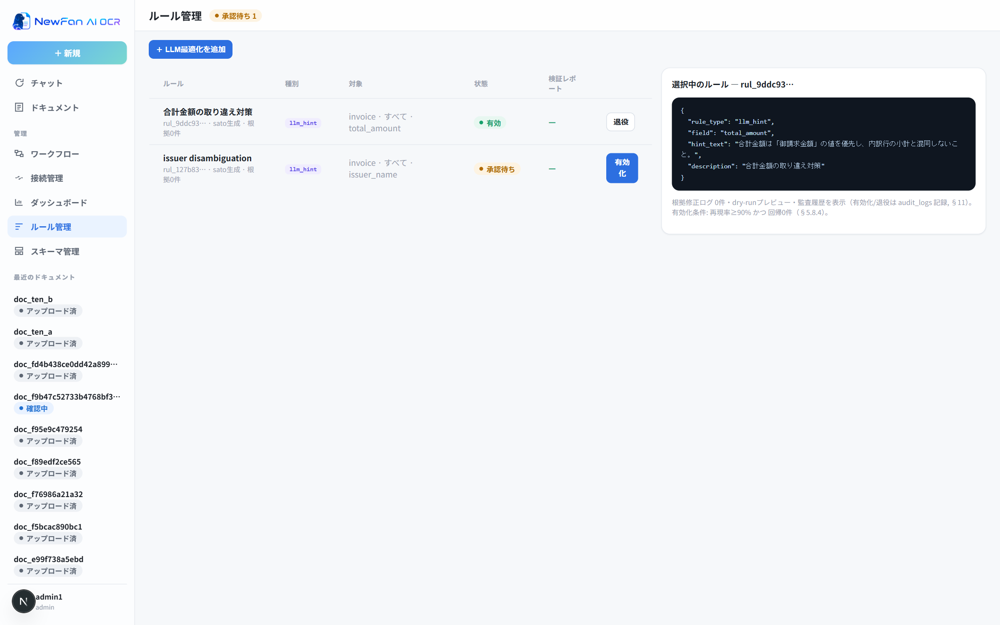 NewFan AI OCR
+ 新規
チャット
ドキュメント
管理
ワークフロー
接続管理
ダッシュボード
ルール管理
スキーマ管理
最近のドキュメント
doc_ten_b
アップロード済
doc_ten_a
アップロード済
doc_fd4b438ce0dd42a899…
アップロード済
doc_f9b47c52733b4768bf3…
確認中
doc_f95e9c479254
アップロード済
doc_f89edf2ce565
アップロード済
doc_f76986a21a32
アップロード済
doc_f5bcac890bc1
アップロード済
doc_e99f738a5ebd
アップロード済
N
admin1
admin
ルール管理 承認待ち 1
+ LLM最適化を追加
ルール 種別 対象 状態 検証レポ
ート
合計金額の取り違え対策
rul_9ddc93… · sato生成 · 根
拠0件
llm_hint
invoice · すべて ·
total_amount
有効
—
退役
issuer disambiguation
rul_127b83… · sato生成 · 根
拠0件
llm_hint
invoice · すべて ·
issuer_name
承認待ち
—
有効
化
選択中のルール — rul_9ddc93…
{
"rule_type": "llm_hint",
"field": "total_amount",
"hint_text": "合計金額は「御請求金額」の値を優先し、内訳行の小計と混同しないこ
と。",
"description": "合計金額の取り違え対策"
}
根拠修正ログ 0件・dry-runプレビュー・監査履歴を表示（有効化/退役は audit_logs 記録, §11）。
有効化条件: 再現率≥90% かつ 回帰0件（§5.8.4）。